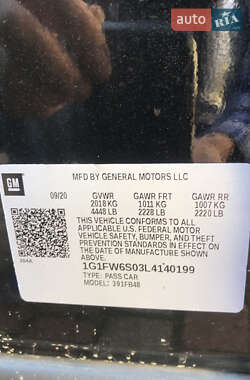 auto RIA
MFD BY GENERAL MOTORS LLC
GM
09/20 GVWR GAWR FRT GAWR RR
2018 KG 1011 KG 1007 KG
4448 LB 2228 LB 2220 LB
THIS VEHICLE CONFORMS TO ALL
APPLICABLE U.S. FEDERAL MOTOR
VEHICLE SAFETY, BUMPER, AND THEFT
PREVENTION STANDARDS IN EFFECT ON
THE DATE OF MANUFACTURE SHOWN ABOVE.
1G1FW6S03L4140199
TYPE: PASS CAR
MODEL: 391FB48